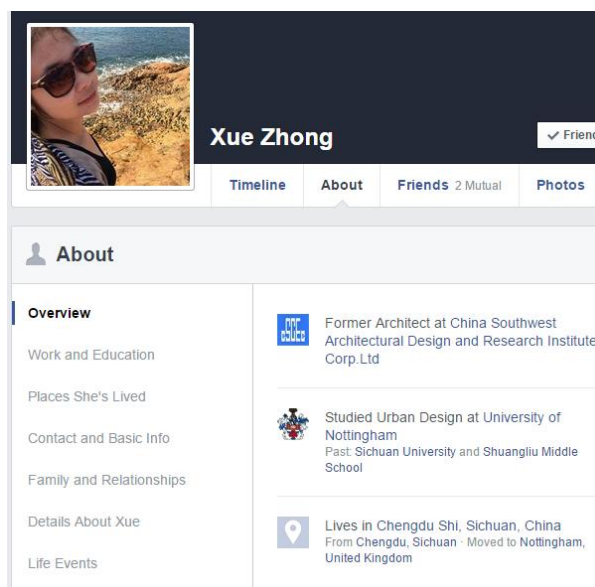 Xue Zhong
Timeline
About
Friends 2 Mutual
Photos
About
Overview
Work and Education
Places She's Lived
Contact and Basic Info
Family and Relationships
Details About Xue
Life Events
Former Architect at China Southwest
Architectural Design and Research Institute
Corp.Ltd
Studied Urban Design at University of
Nottingham
Past: Sichuan University and Shuangliu Middle
School
Lives in Chengdu Shi, Sichuan, China
From Chengdu, Sichuan · Moved to Nottingham,
United Kingdom